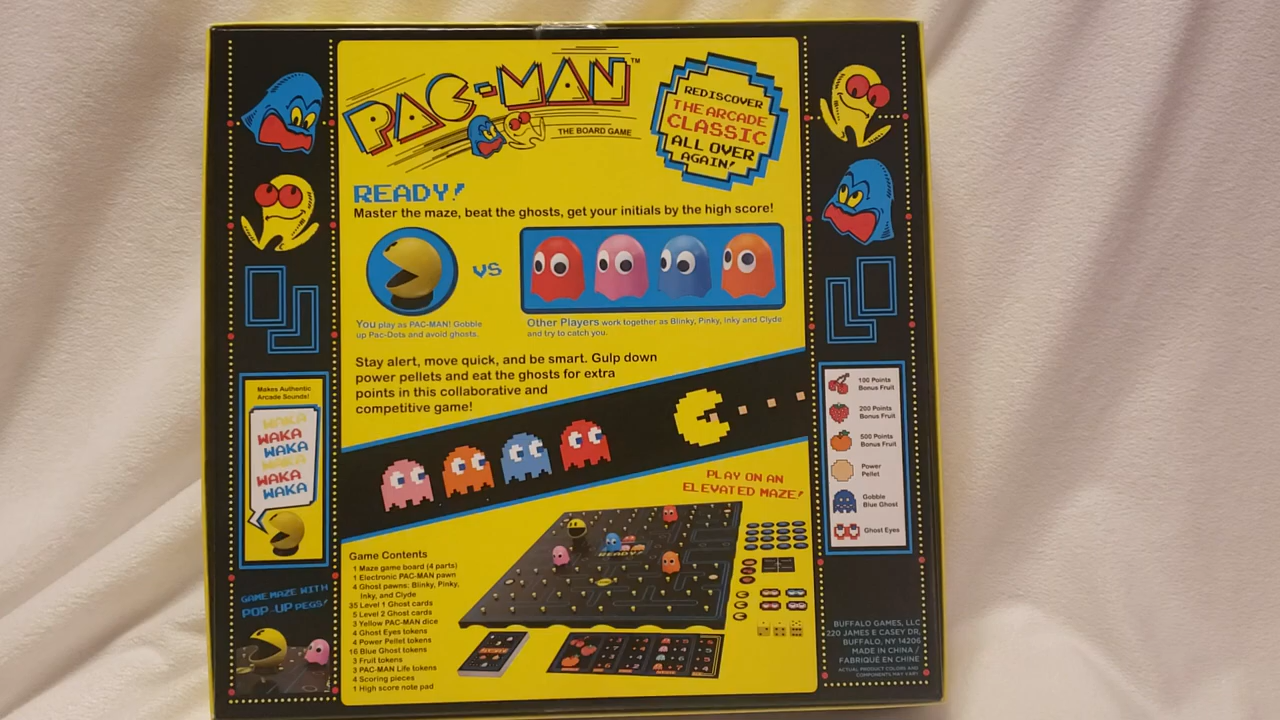 PAC-MAN™
THE BOARD GAME
REDISCOVER
THE ARCADE
CLASSIC
ALL OVER
AGAIN!
READY!
Master the maze, beat the ghosts, get your initials by the high score!
VS
You play as PAC-MAN! Gobble
up Pac-Dots and avoid ghosts.
Other Players work together as Blinky, Pinky, Inky and Clyde
and try to catch you.
Stay alert, move quick, and be smart. Gulp down
power pellets and eat the ghosts for extra
points in this collaborative and
competitive game!
PLAY ON AN
ELEVATED MAZE!
READY!
Game Contents
1 Maze game board (4 parts)
1 Electronic PAC-MAN pawn
4 Ghost pawns: Blinky, Pinky,
Inky, and Clyde
35 Level 1 Ghost cards
5 Level 2 Ghost cards
3 Yellow PAC-MAN dice
4 Ghost Eyes tokens
4 Power Pellet tokens
16 Blue Ghost tokens
3 Fruit tokens
3 PAC-MAN Life tokens
4 Scoring pieces
1 High score note pad
Makes Authentic
Arcade Sounds!
WAKA
WAKA
WAKA
WAKA
WAKA
WAKA
GAME MAZE WITH
POP-UP PEGS!
100 Points
Bonus Fruit
200 Points
Bonus Fruit
500 Points
Bonus Fruit
Power
Pellet
Gobble
Blue Ghost
Ghost Eyes
BUFFALO GAMES, LLC
220 JAMES E CASEY DR,
BUFFALO, NY 14206
MADE IN CHINA /
FABRIQUÉ EN CHINE
ACTUAL PRODUCT COLORS AND
COMPONENTS MAY VARY.